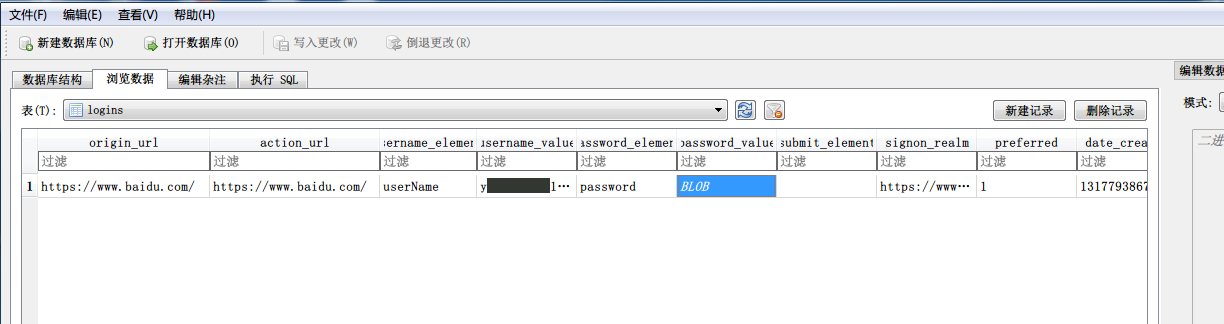 文件(F) 编辑(E) 查看(V) 帮助(H)
新建数据库(N) 打开数据库(O) 写入更改(W) 倒退更改(R)
数据库结构 浏览数据 编辑杂注 执行 SQL
编辑数据
表(T): logins 新建记录 删除记录
模式:
origin_url action_url sername_elemen username_value assword_elemen password_value submit_element signon_realm preferred date_crea
过滤 过滤 过滤 过滤 过滤 过滤 过滤 过滤 过滤 过滤
二进
1 https://www.baidu.com/ https://www.baidu.com/ userName y l… password BLOB https://www… 1 1317793867